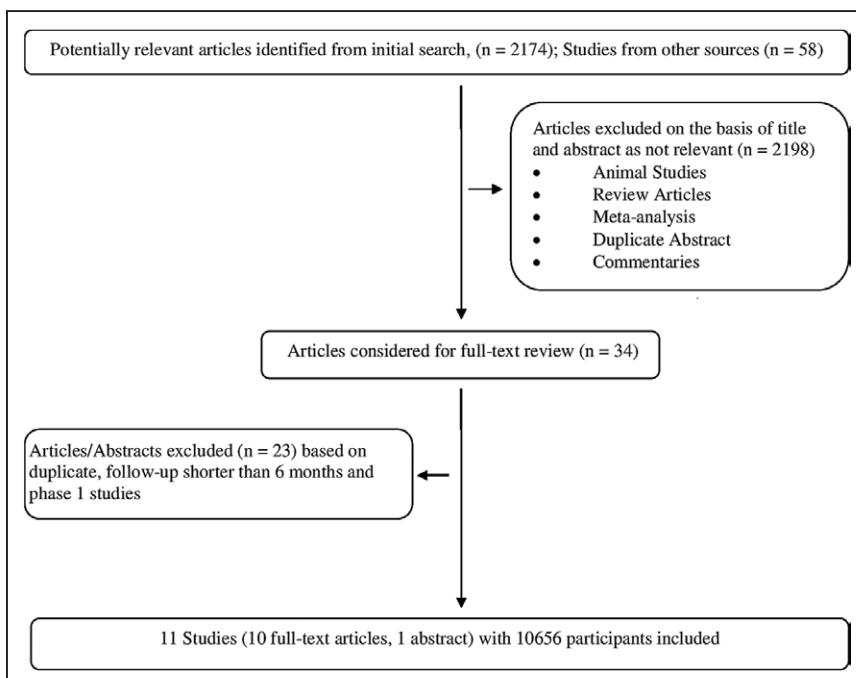 Potentially relevant articles identified from initial search, (n = 2174); Studies from other sources (n = 58)
Articles excluded on the basis of title
and abstract as not relevant (n = 2198)
• Animal Studies
• Review Articles
• Meta-analysis
• Duplicate Abstract
• Commentaries
Articles considered for full-text review (n = 34)
Articles/Abstracts excluded (n = 23) based on
duplicate, follow-up shorter than 6 months and
phase 1 studies
11 Studies (10 full-text articles, 1 abstract) with 10656 participants included